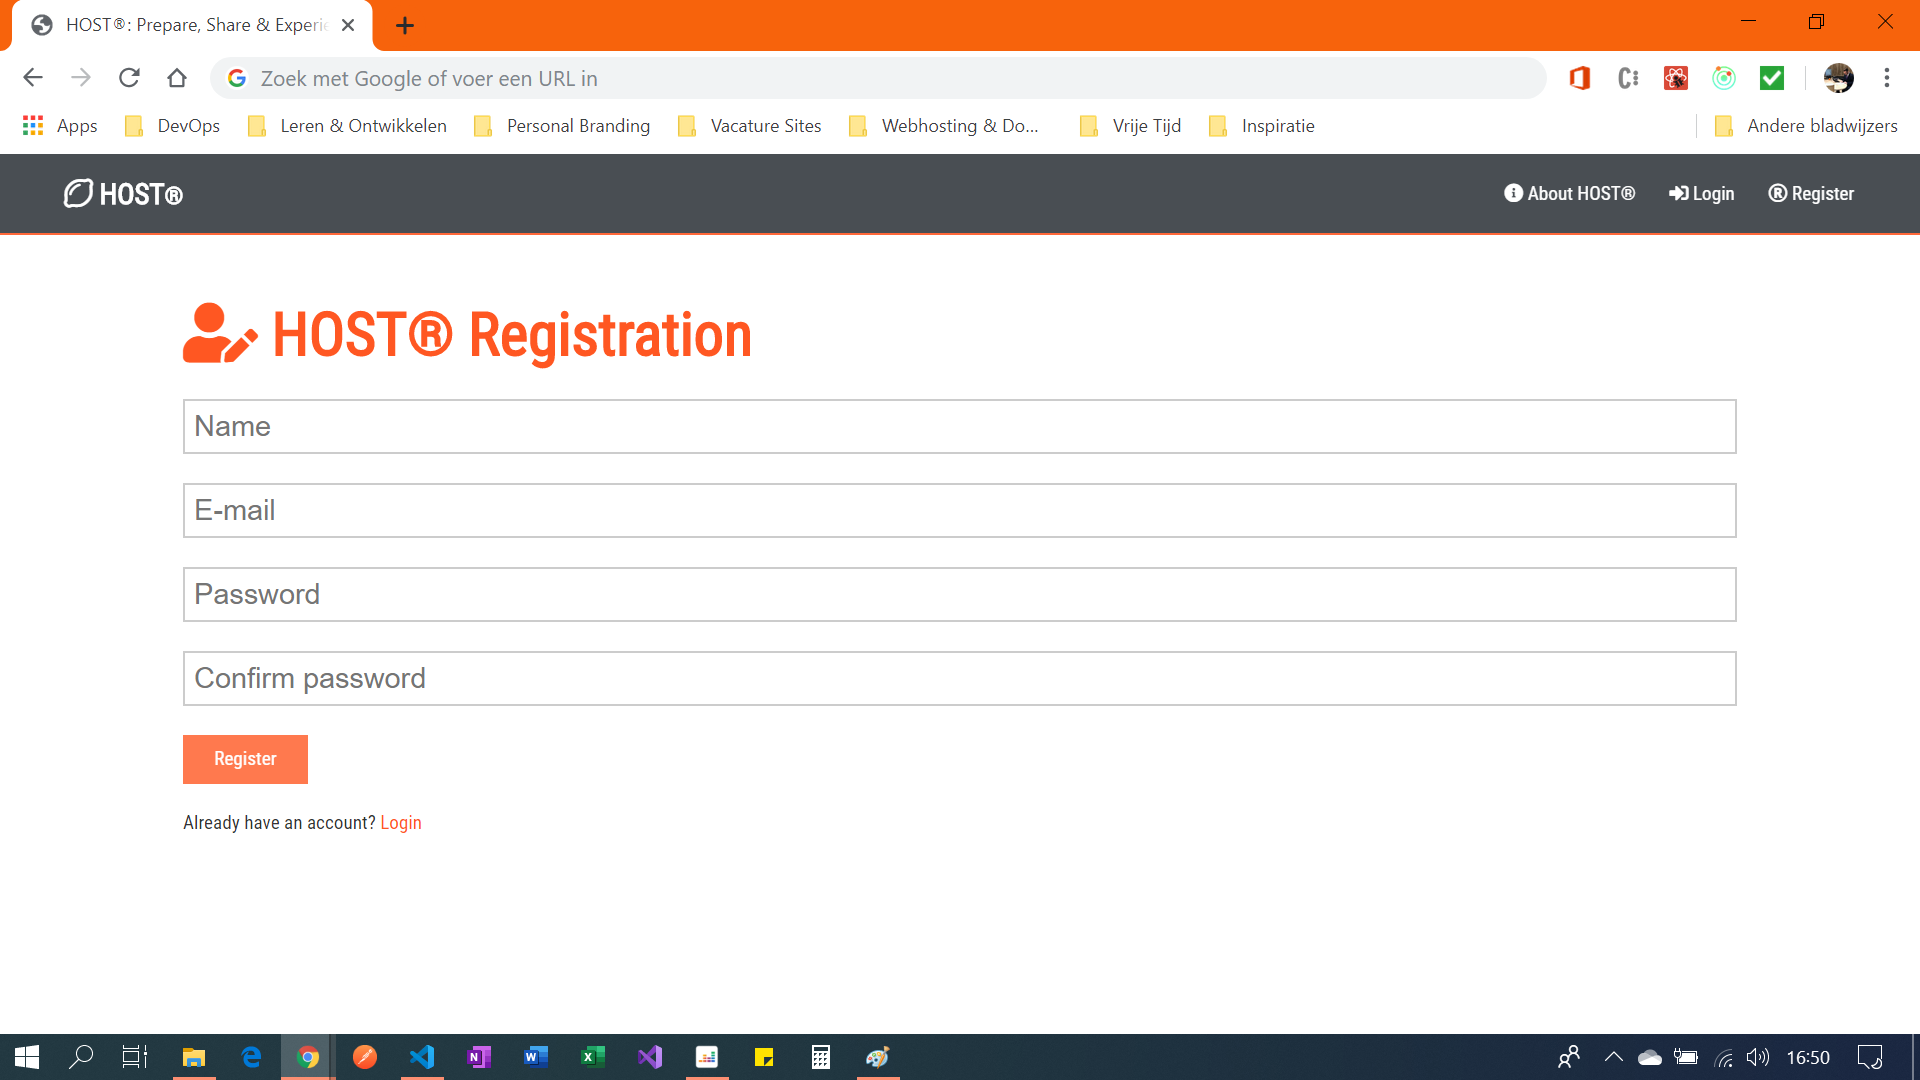 HOST®: Prepare, Share & Experie
Zoek met Google of voer een URL in
Apps DevOps Leren & Ontwikkelen Personal Branding Vacature Sites Webhosting & Do... Vrije Tijd Inspiratie Andere bladwijzers
HOST® About HOST® Login ® Register
HOST® Registration
Name
E-mail
Password
Confirm password
Register
Already have an account? Login
16:50